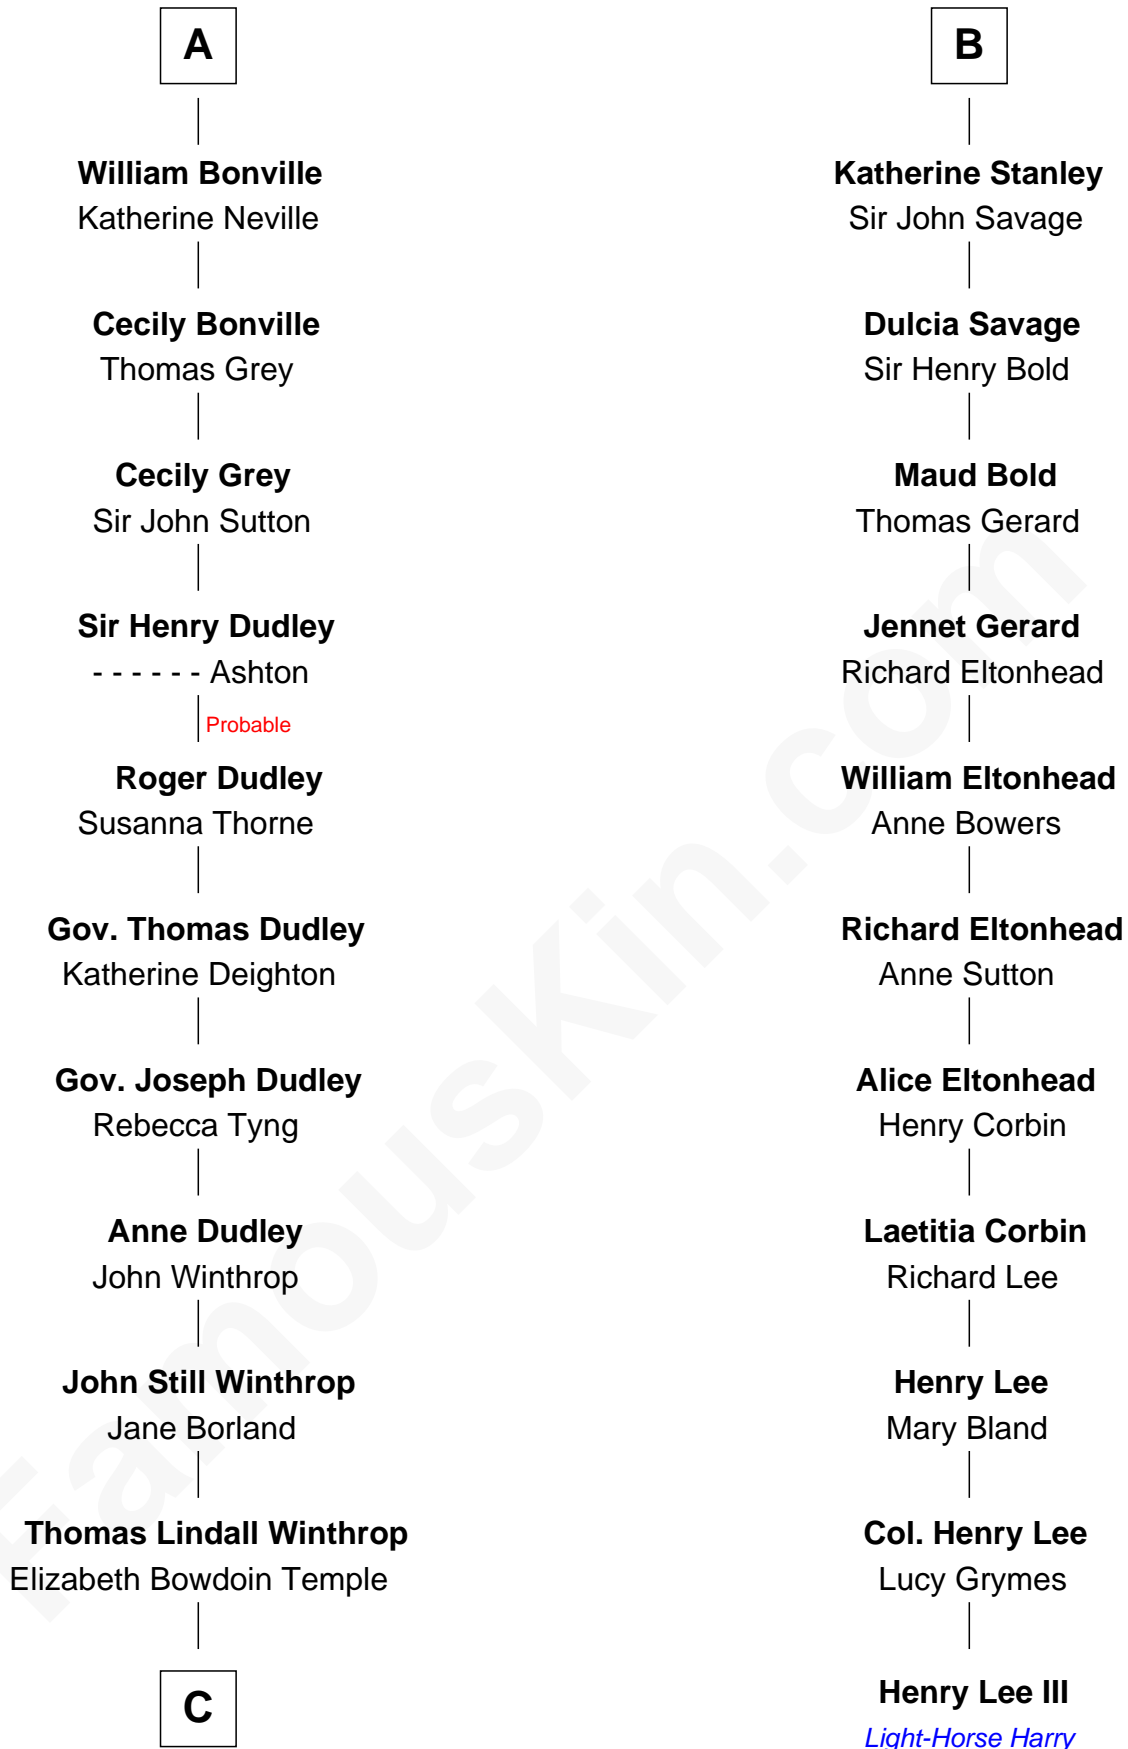 A
William Bonville
Katherine Neville
Cecily Bonville
Thomas Grey
Cecily Grey
Sir John Sutton
Sir Henry Dudley
- - - - - - Ashton
Probable
Roger Dudley
Susanna Thorne
Gov. Thomas Dudley
Katherine Deighton
Gov. Joseph Dudley
Rebecca Tyng
Anne Dudley
John Winthrop
John Still Winthrop
Jane Borland
Thomas Lindall Winthrop
Elizabeth Bowdoin Temple
C
B
Katherine Stanley
Sir John Savage
Dulcia Savage
Sir Henry Bold
Maud Bold
Thomas Gerard
Jennet Gerard
Richard Eltonhead
William Eltonhead
Anne Bowers
Richard Eltonhead
Anne Sutton
Alice Eltonhead
Henry Corbin
Laetitia Corbin
Richard Lee
Henry Lee
Mary Bland
Col. Henry Lee
Lucy Grymes
Henry Lee III
Light-Horse Harry
FamousKin.com